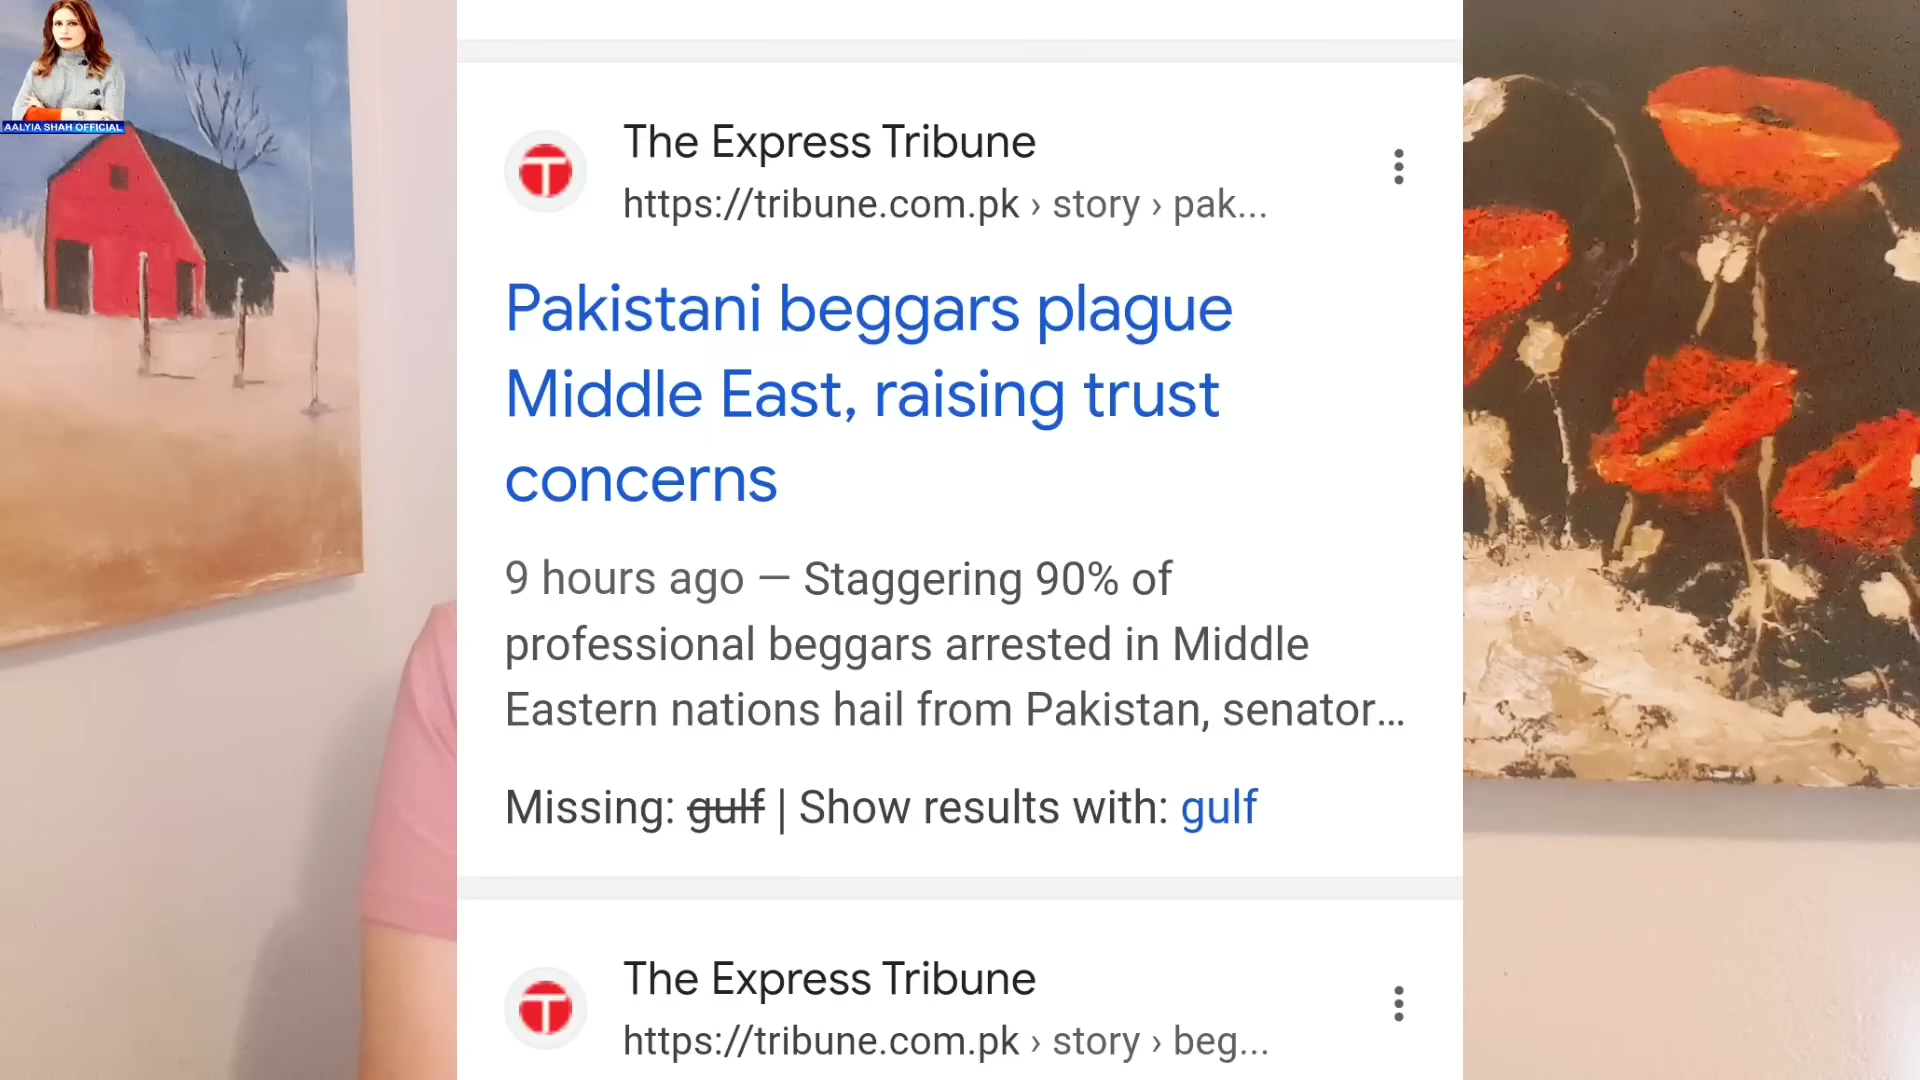 AALYIA SHAH OFFICIAL
The Express Tribune
https://tribune.com.pk › story › pak...
Pakistani beggars plague
Middle East, raising trust
concerns
9 hours ago — Staggering 90% of
professional beggars arrested in Middle
Eastern nations hail from Pakistan, senator...
Missing: gulf | Show results with: gulf
The Express Tribune
https://tribune.com.pk › story › beg...